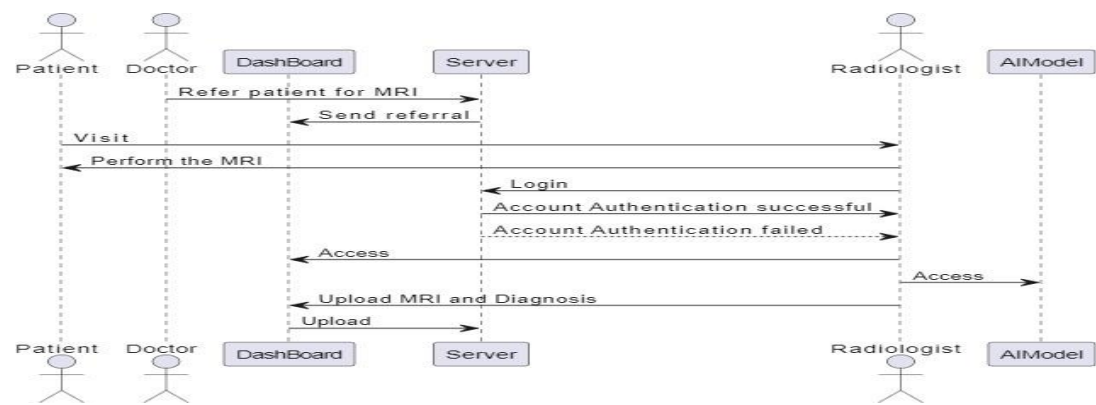 Patient Doctor DashBoard Server Radiologist AIModel
Refer patient for MRI
Send referral
Visit
Perform the MRI
Login
Account Authentication successful
Account Authentication failed
Access
Access
Upload MRI and Diagnosis
Upload
Patient Doctor DashBoard Server Radiologist AIModel